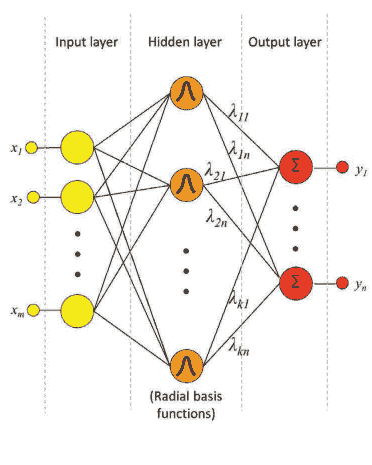 Input layer
Hidden layer
Output layer
λ11
x1
λ1n
Σ
y1
λ21
x2
λ2n
Σ
yn
λk1
xm
λkn
(Radial basis
functions)